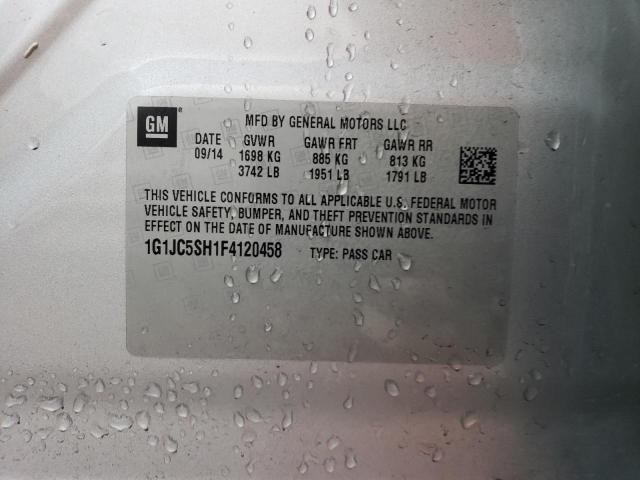 GM
MFD BY GENERAL MOTORS LLC
DATE GVWR GAWR FRT GAWR RR
09/14 1698 KG 885 KG 813 KG
3742 LB 1951 LB 1791 LB
THIS VEHICLE CONFORMS TO ALL APPLICABLE U.S. FEDERAL MOTOR
VEHICLE SAFETY, BUMPER, AND THEFT PREVENTION STANDARDS IN
EFFECT ON THE DATE OF MANUFACTURE SHOWN ABOVE.
1G1JC5SH1F4120458 TYPE: PASS CAR